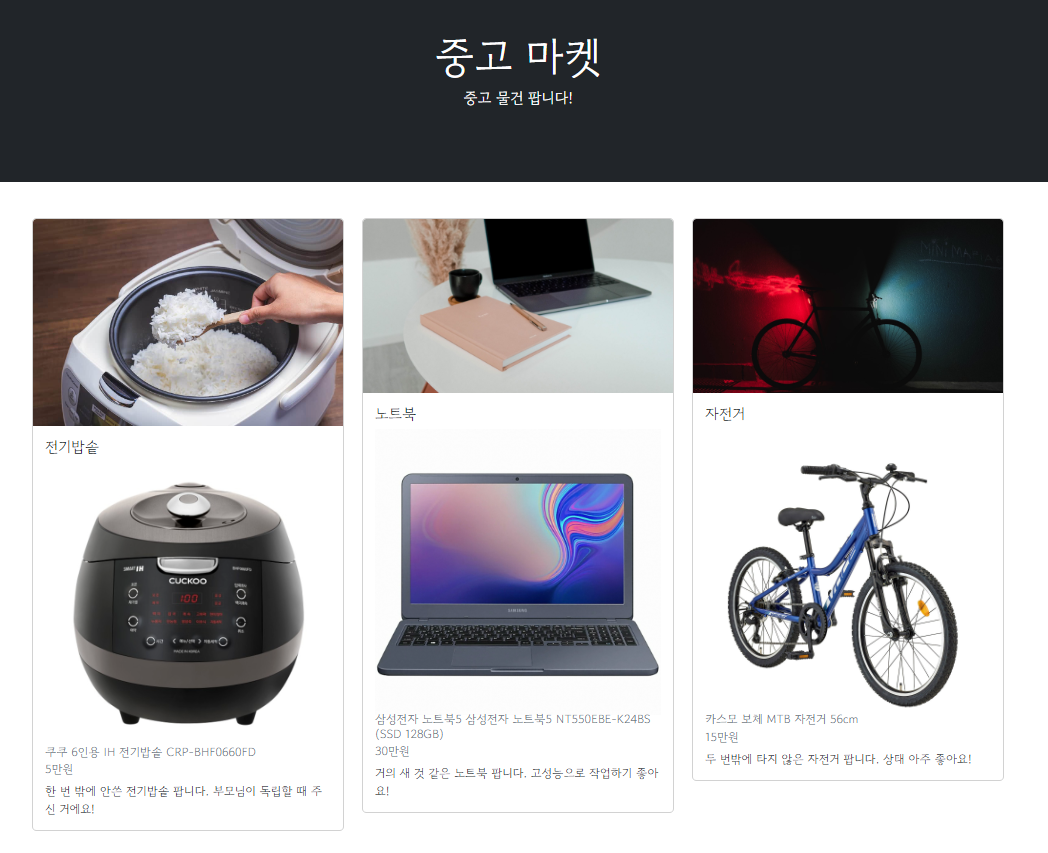 중고 마켓
중고 물건 팝니다!
전기밥솥
CUCKOO
쿠쿠 6인용 IH 전기밥솥 CRP-BHF0660FD
5만원
한 번 밖에 안쓴 전기밥솥 팝니다. 부모님이 독립할 때 주
신 거에요!
노트북
SAMSUNG
삼성전자 노트북5 삼성전자 노트북5 NT550EBE-K24BS
(SSD 128GB)
30만원
거의 새 것 같은 노트북 팝니다. 고성능으로 작업하기 좋아
요!
자전거
카스모 보체 MTB 자전거 56cm
15만원
두 번밖에 타지 않은 자전거 팝니다. 상태 아주 좋아요!